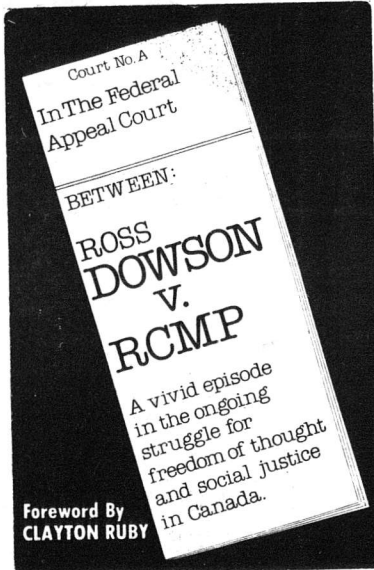 Court No. A
In The Federal
Appeal Court
BETWEEN:
ROSS
DOWSON
v.
RCMP
A vivid episode
in the ongoing
struggle for
freedom of thought
and social justice
in Canada.
Foreword By
CLAYTON RUBY